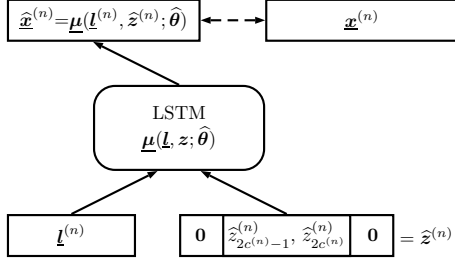 x̲̂⁽ⁿ⁾=μ̲(l̲⁽ⁿ⁾, ẑ⁽ⁿ⁾; θ̂) x̲⁽ⁿ⁾
LSTM
μ̲(l̲, z; θ̂)
l̲⁽ⁿ⁾ 0 ẑ⁽ⁿ⁾_{2c⁽ⁿ⁾−1}, ẑ⁽ⁿ⁾_{2c⁽ⁿ⁾} 0 = ẑ⁽ⁿ⁾